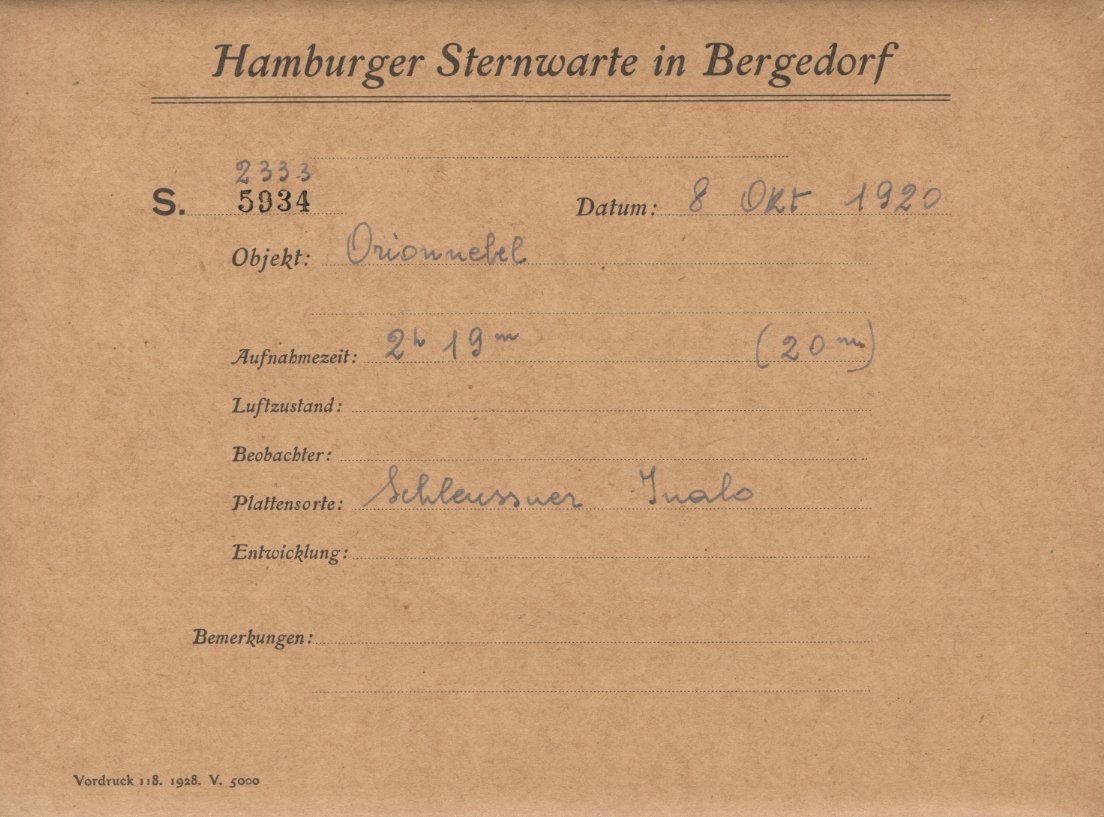 Hamburger Sternwarte in Bergedorf
2333
S. 5934 Datum: 8 Okt 1920
Objekt: Orionnebel
Aufnahmezeit: 2h 19m (20m)
Luftzustand:
Beobachter:
Plattensorte: Schleussner Inalo
Entwicklung:
Bemerkungen:
Vordruck 118. 1928. V. 5000